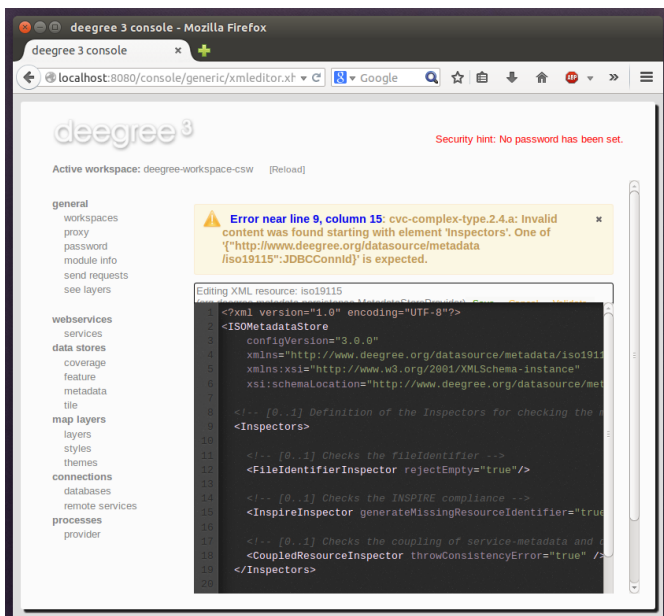 deegree 3 console - Mozilla Firefox
deegree 3 console ×
localhost:8080/console/generic/xmleditor.xh
Google
ABP
deegree 3
Security hint: No password has been set.
Active workspace: deegree-workspace-csw [Reload]
general
workspaces
proxy
password
module info
send requests
see layers
webservices
services
data stores
coverage
feature
metadata
tile
map layers
layers
styles
themes
connections
databases
remote services
processes
provider
Error near line 9, column 15: cvc-complex-type.2.4.a: Invalid
content was found starting with element 'Inspectors'. One of
'{"http://www.deegree.org/datasource/metadata
/iso19115":JDBCConnId}' is expected.
Editing XML resource: iso19115
(org.deegree.metadata.persistence.MetadataStoreProvider) Save Cancel Validate
1 <?xml version="1.0" encoding="UTF-8"?>
2 <ISOMetadataStore
3 configVersion="3.0.0"
4 xmlns="http://www.deegree.org/datasource/metadata/iso1911
5 xmlns:xsi="http://www.w3.org/2001/XMLSchema-instance"
6 xsi:schemaLocation="http://www.deegree.org/datasource/met
7
8 <!-- [0..1] Definition of the Inspectors for checking the m
9 <Inspectors>
10
11 <!-- [0..1] Checks the fileIdentifier -->
12 <FileIdentifierInspector rejectEmpty="true"/>
13
14 <!-- [0..1] Checks the INSPIRE compliance -->
15 <InspireInspector generateMissingResourceIdentifier="true
16
17 <!-- [0..1] Checks the coupling of service-metadata and d
18 <CoupledResourceInspector throwConsistencyError="true" />
19 </Inspectors>
20